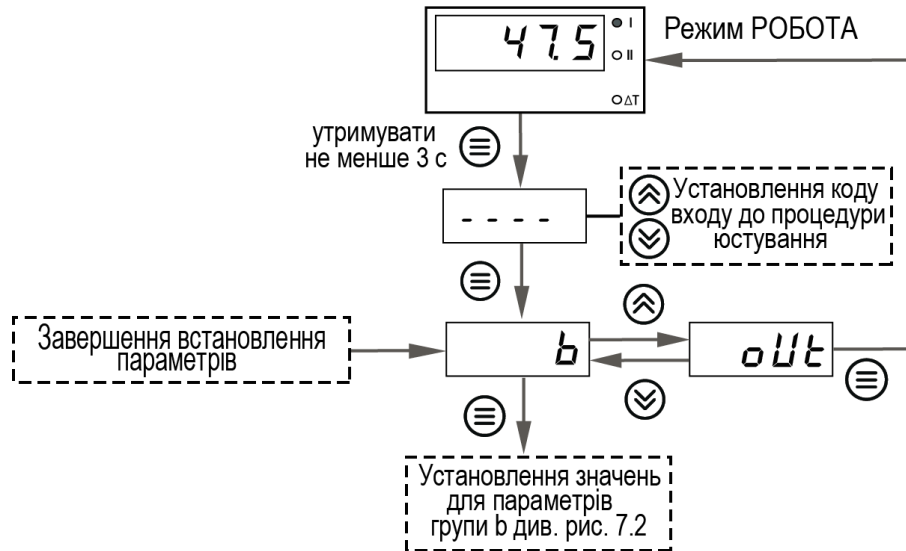 47.5
I
II
ΔT
Режим РОБОТА
утримувати
не менше 3 с
- - - -
Установлення коду
входу до процедури
юстування
Завершення встановлення
параметрів
b
oUt
Установлення значень
для параметрів
групи b див. рис. 7.2